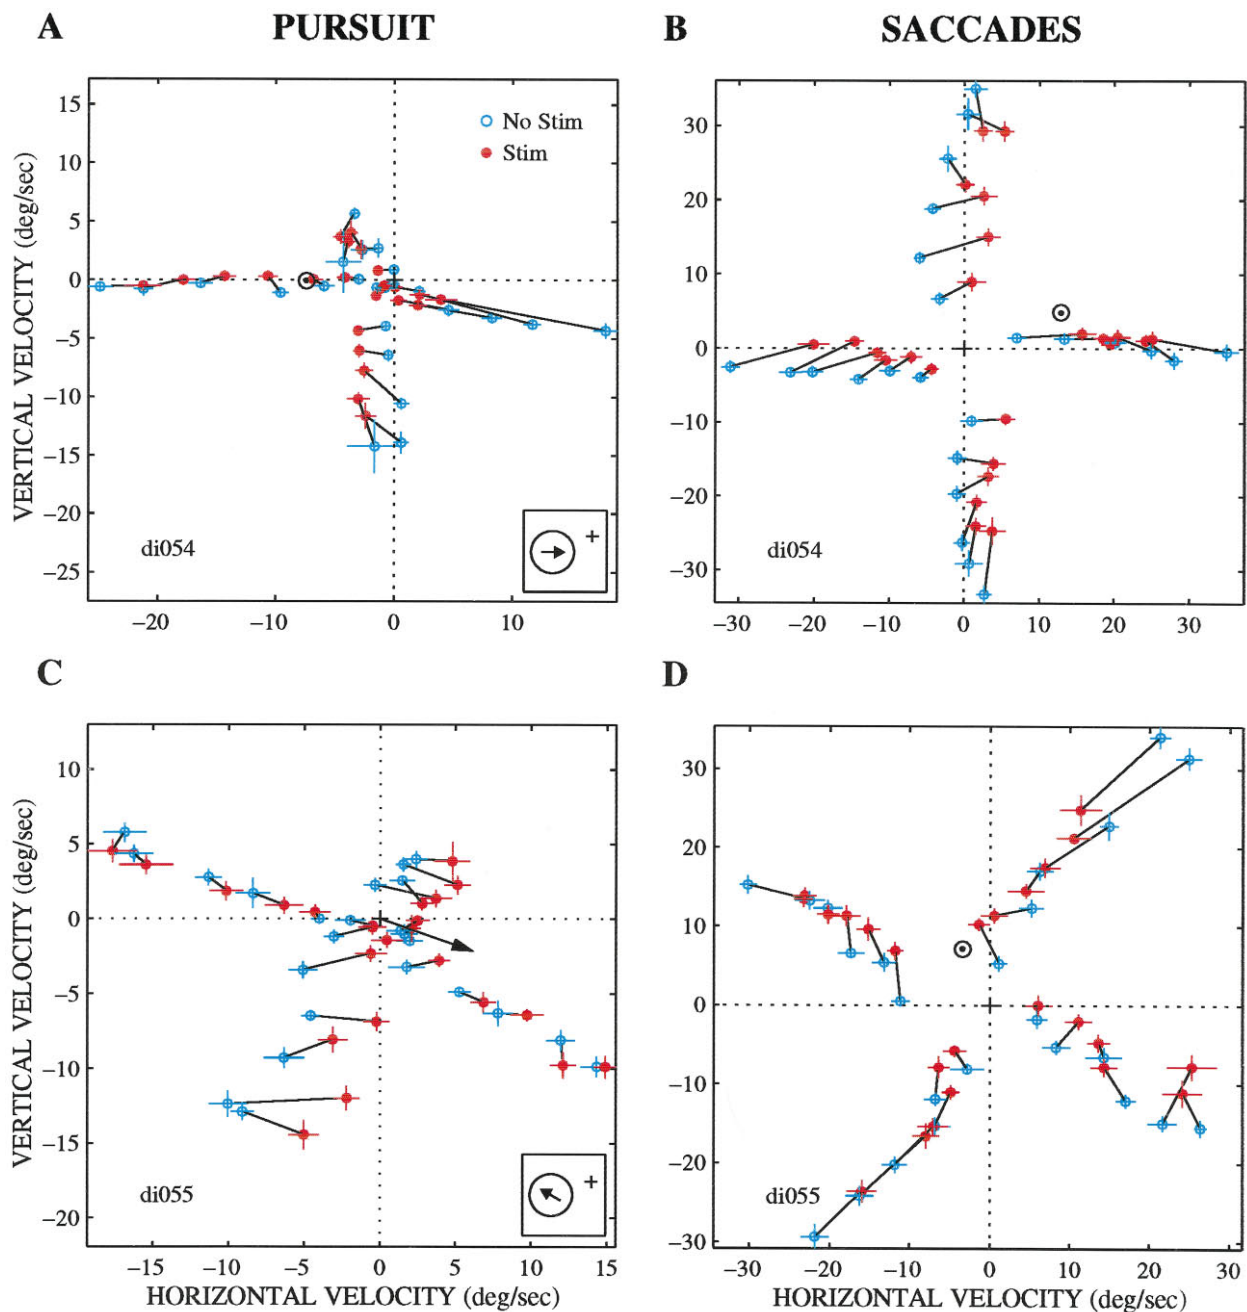 A PURSUIT
B SACCADES
VERTICAL VELOCITY (deg/sec)
15
10
5
0
−5
−10
−15
−20
−25
No Stim
Stim
di054
+
−20 −10 0 10
30
20
10
0
−10
−20
−30
di054
−30 −20 −10 0 10 20 30
C
D
VERTICAL VELOCITY (deg/sec)
10
5
0
−5
−10
−15
−20
di055
+
−15 −10 −5 0 5 10 15
HORIZONTAL VELOCITY (deg/sec)
30
20
10
0
−10
−20
−30
di055
−30 −20 −10 0 10 20 30
HORIZONTAL VELOCITY (deg/sec)